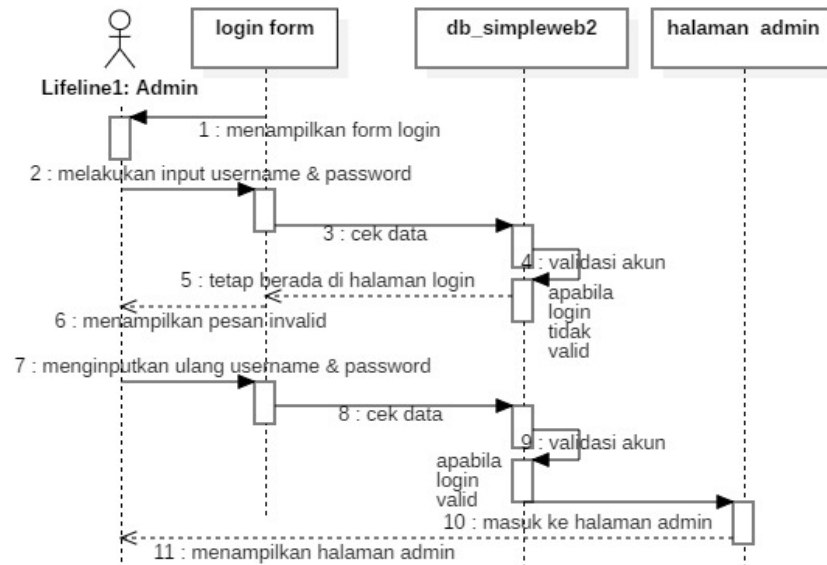 login form
db_simpleweb2
halaman admin
Lifeline1: Admin
1 : menampilkan form login
2 : melakukan input username & password
3 : cek data
4 : validasi akun
5 : tetap berada di halaman login
apabila
login
tidak
valid
6 : menampilkan pesan invalid
7 : menginputkan ulang username & password
8 : cek data
9 : validasi akun
apabila
login
valid
10 : masuk ke halaman admin
11 : menampilkan halaman admin